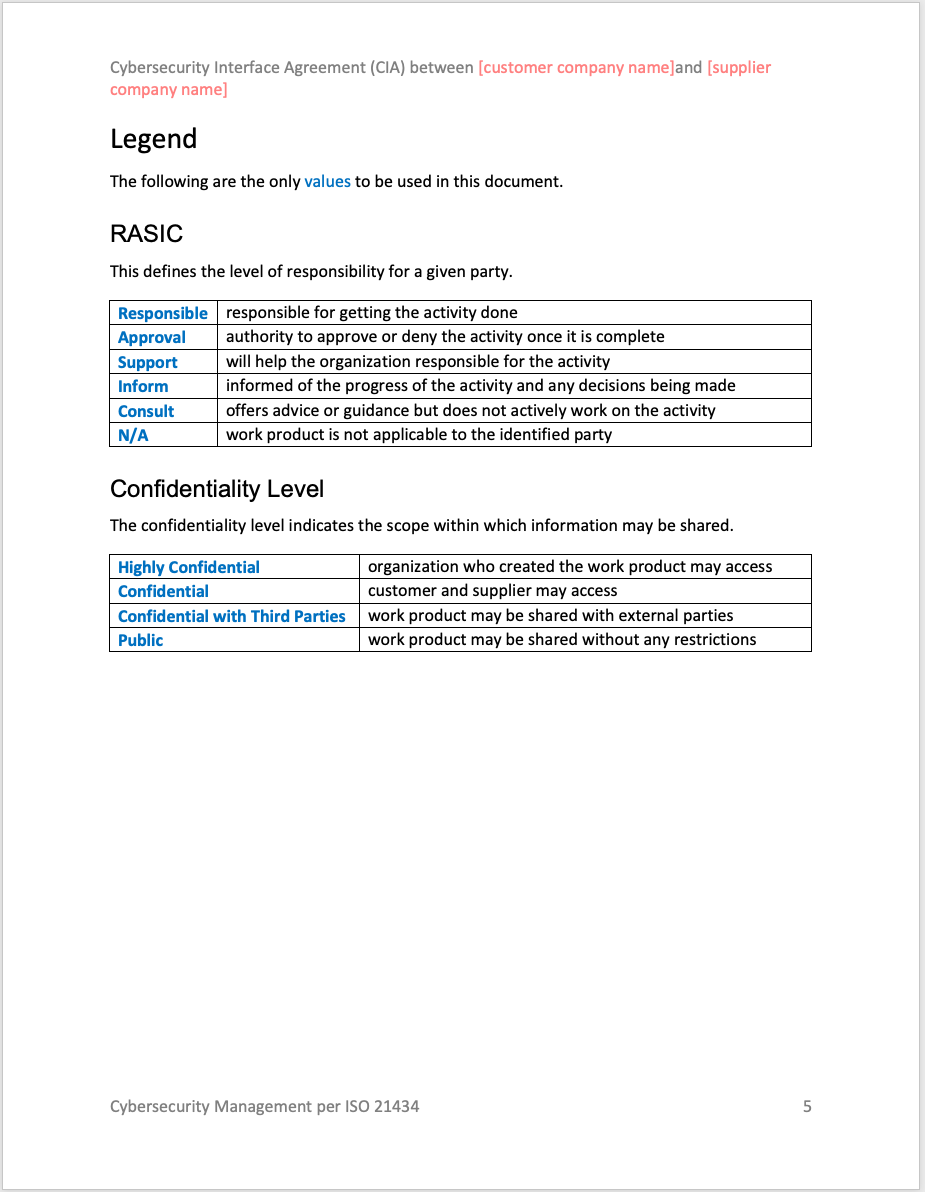 Cybersecurity Interface Agreement (CIA) between [customer company name]and [supplier
company name]
Legend
The following are the only values to be used in this document.
RASIC
This defines the level of responsibility for a given party.
Responsible responsible for getting the activity done
Approval authority to approve or deny the activity once it is complete
Support will help the organization responsible for the activity
Inform informed of the progress of the activity and any decisions being made
Consult offers advice or guidance but does not actively work on the activity
N/A work product is not applicable to the identified party
Confidentiality Level
The confidentiality level indicates the scope within which information may be shared.
Highly Confidential organization who created the work product may access
Confidential customer and supplier may access
Confidential with Third Parties work product may be shared with external parties
Public work product may be shared without any restrictions
Cybersecurity Management per ISO 21434 5